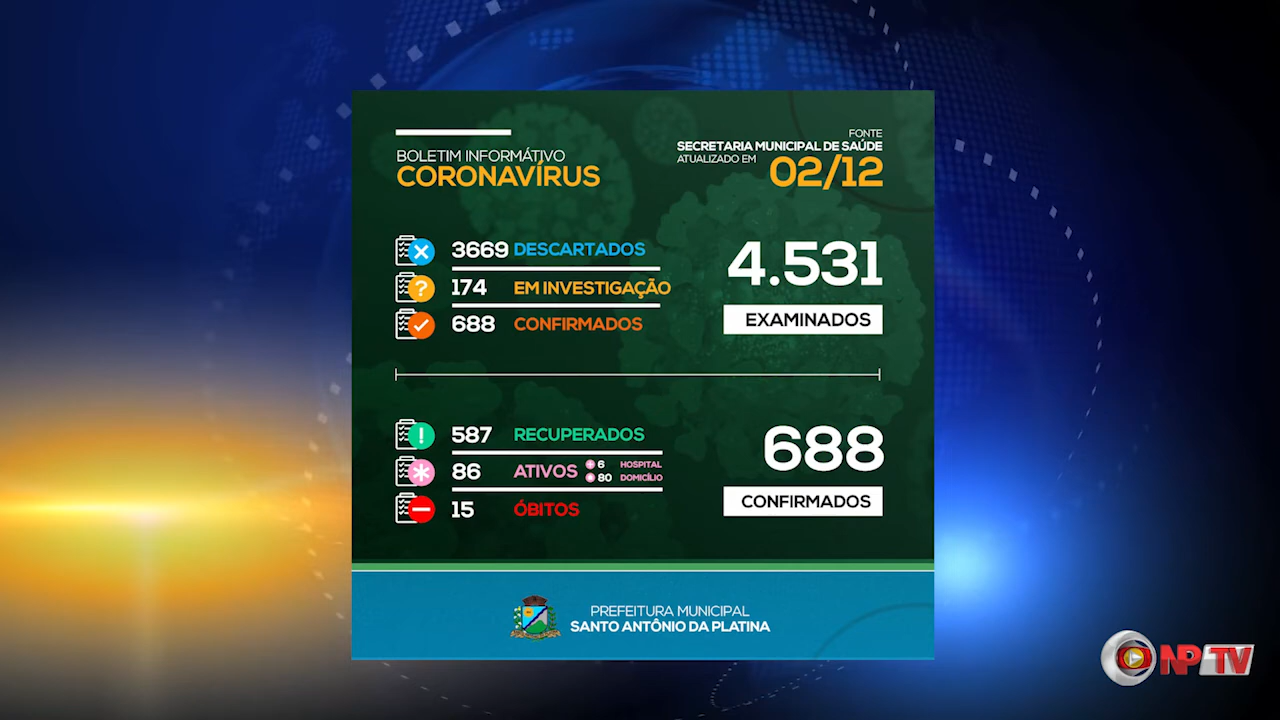 BOLETIM INFORMÁTIVO
CORONAVÍRUS
FONTE
SECRETARIA MUNICIPAL DE SAÚDE
ATUALIZADO EM 02/12
3669 DESCARTADOS
174 EM INVESTIGAÇÃO
688 CONFIRMADOS
4.531
EXAMINADOS
587 RECUPERADOS
86 ATIVOS 6 HOSPITAL
80 DOMICÍLIO
15 ÓBITOS
688
CONFIRMADOS
PREFEITURA MUNICIPAL
SANTO ANTÔNIO DA PLATINA
NPTV